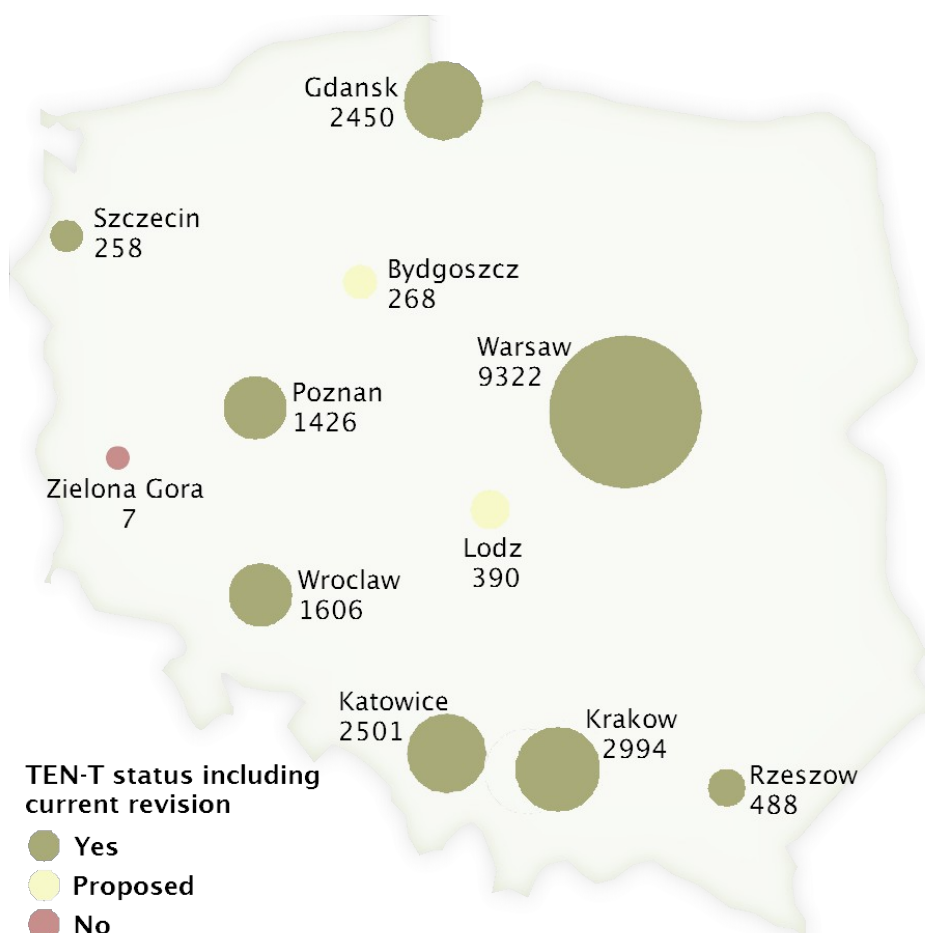 Gdansk
2450
Szczecin
258
Bydgoszcz
268
Warsaw
9322
Poznan
1426
Zielona Gora
7
Lodz
390
Wroclaw
1606
Katowice
2501
Krakow
2994
Rzeszow
488
TEN-T status including
current revision
Yes
Proposed
No